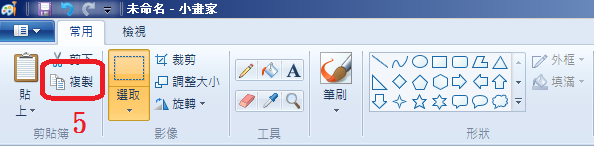 未命名 - 小畫家
常用 檢視
剪下
複製
貼上
剪貼簿
5
選取
裁剪
調整大小
旋轉
影像
A
工具
筆刷
外框
填滿
形狀